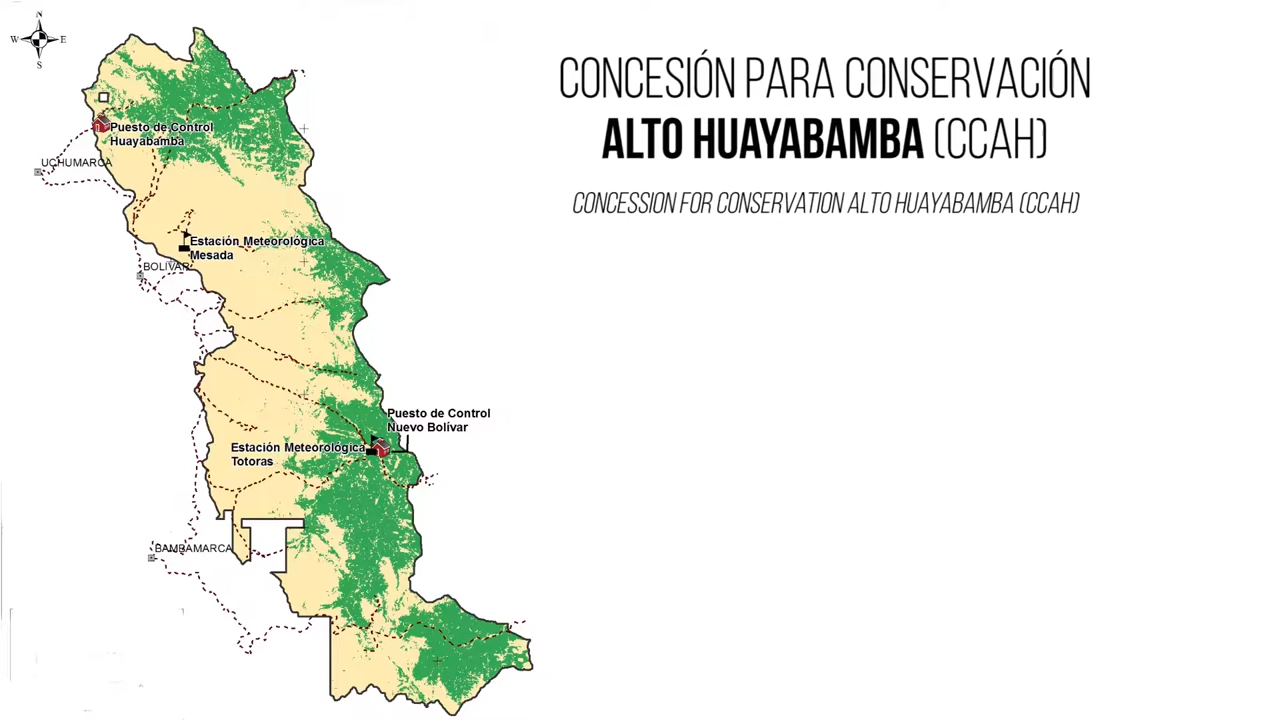 N
W E
S
CONCESIÓN PARA CONSERVACIÓN
ALTO HUAYABAMBA (CCAH)
CONCESSION FOR CONSERVATION ALTO HUAYABAMBA (CCAH)
Puesto de Control
Huayabamba
UCHUMARCA
Estación Meteorológica
Mesada
BOLÍVAR
Puesto de Control
Nuevo Bolívar
Estación Meteorológica
Totoras
BAMBAMARCA